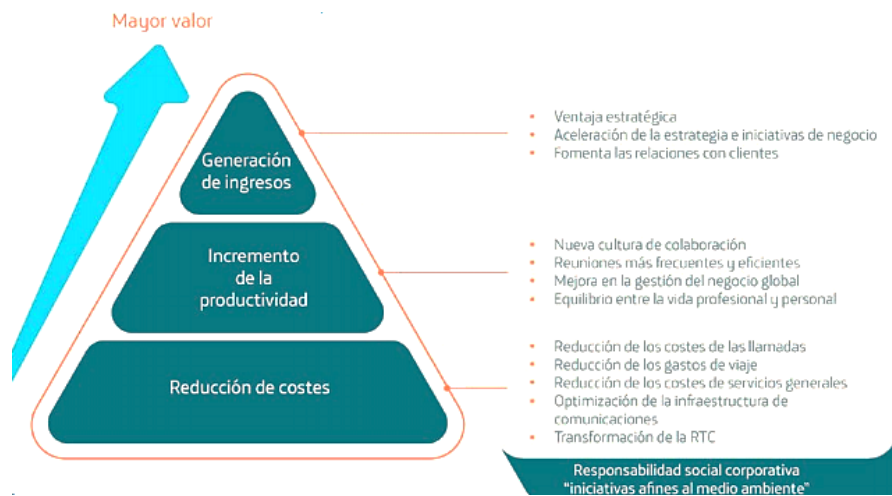 Mayor valor
Generación
de ingresos
Incremento
de la
productividad
Reducción de costes
• Ventaja estratégica
• Aceleración de la estrategia e iniciativas de negocio
• Fomenta las relaciones con clientes
• Nueva cultura de colaboración
• Reuniones más frecuentes y eficientes
• Mejora en la gestión del negocio global
• Equilibrio entre la vida profesional y personal
• Reducción de los costes de las llamadas
• Reducción de los gastos de viaje
• Reducción de los costes de servicios generales
• Optimización de la infraestructura de
comunicaciones
• Transformación de la RTC
Responsabilidad social corporativa
"iniciativas afines al medio ambiente"